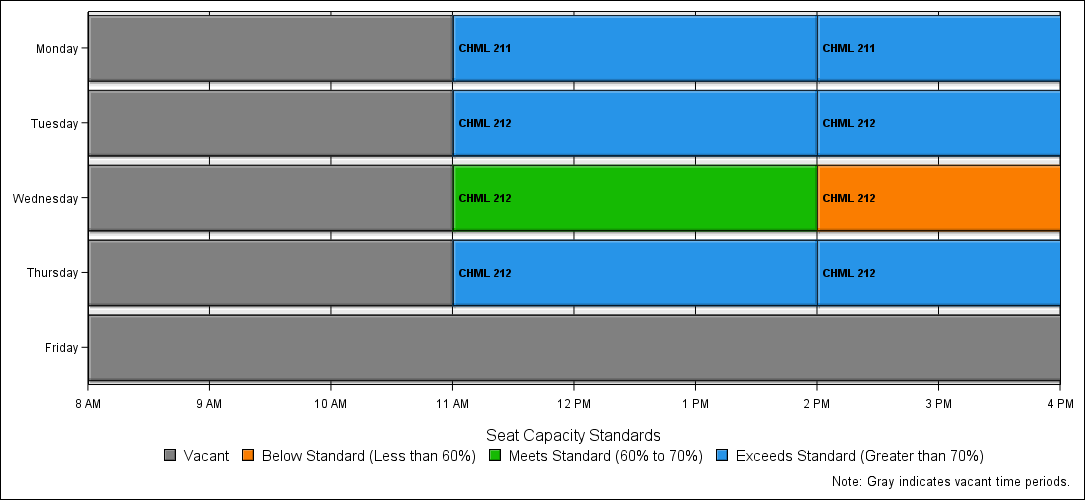 Monday
CHML 211
CHML 211
Tuesday
CHML 212
CHML 212
Wednesday
CHML 212
CHML 212
Thursday
CHML 212
CHML 212
Friday
8 AM 9 AM 10 AM 11 AM 12 PM 1 PM 2 PM 3 PM 4 PM
Seat Capacity Standards
Vacant Below Standard (Less than 60%) Meets Standard (60% to 70%) Exceeds Standard (Greater than 70%)
Note: Gray indicates vacant time periods.